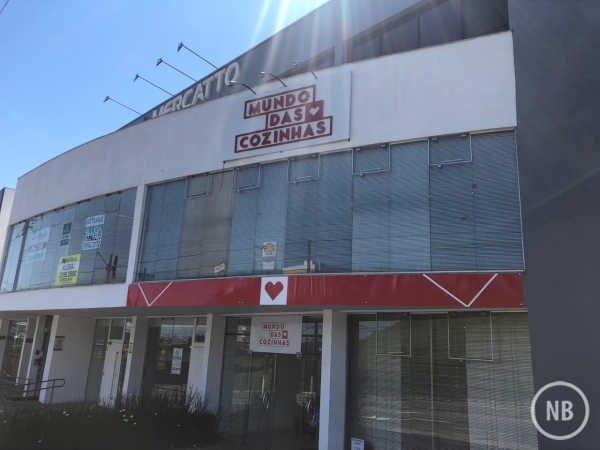 MERCATTO
MUNDO
DAS
COZINHAS
ALUGA
MUNDO
DAS
COZINHAS
NB